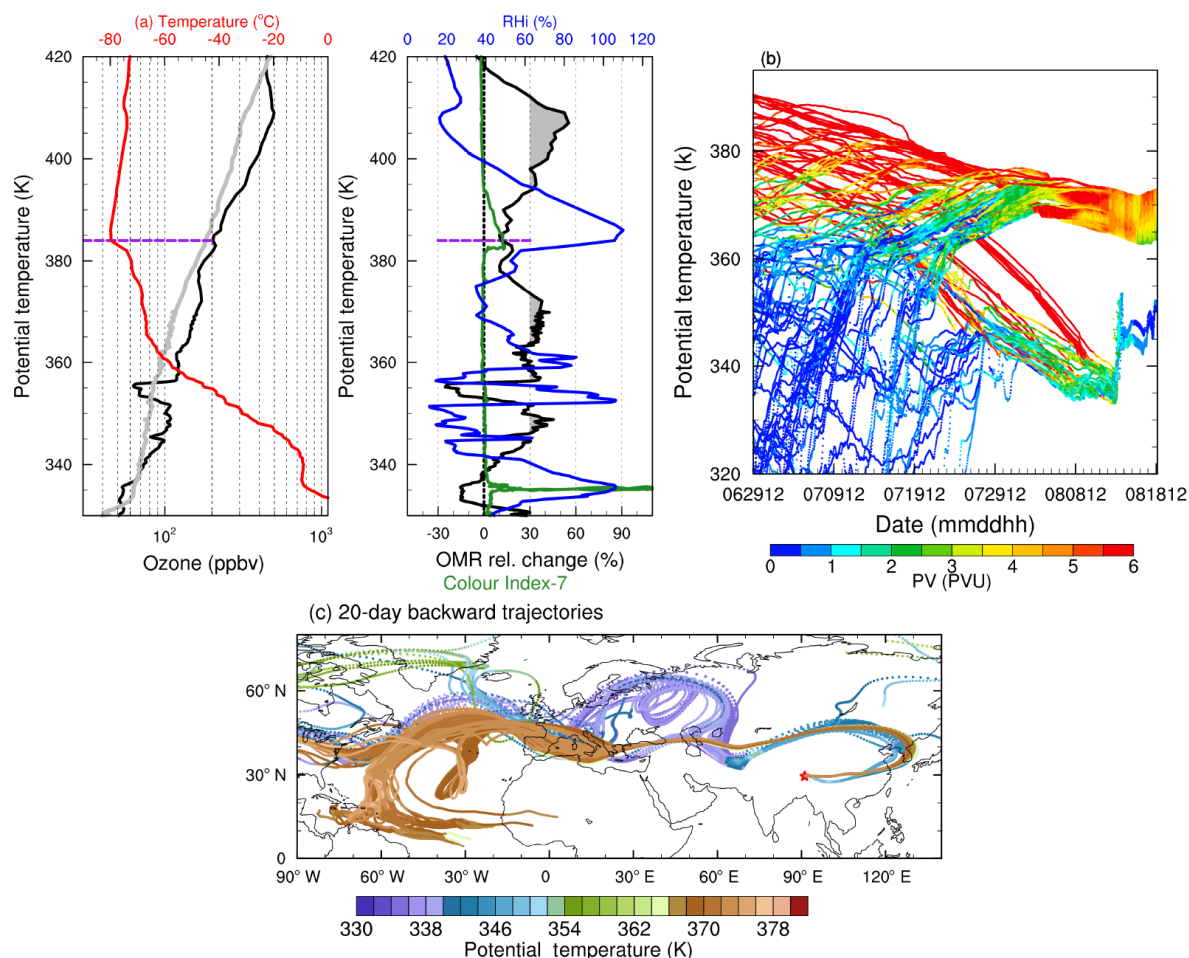 (a) Temperature (°C)
-80 -60 -40 -20 0
RHi (%)
0 20 40 60 80 100 120
(b)
420
400
380
360
340
Potential temperature (K)
10² 10³
Ozone (ppbv)
420
400
380
360
340
Potential temperature (K)
-30 0 30 60 90
OMR rel. change (%)
Colour Index-7
380
360
340
320
Potential temperature (k)
062912 070912 071912 072912 080812 081812
Date (mmddhh)
0 1 2 3 4 5 6
PV (PVU)
(c) 20-day backward trajectories
60° N
30° N
0
90° W 60° W 30° W 0 30° E 60° E 90° E 120° E
330 338 346 354 362 370 378
Potential temperature (K)